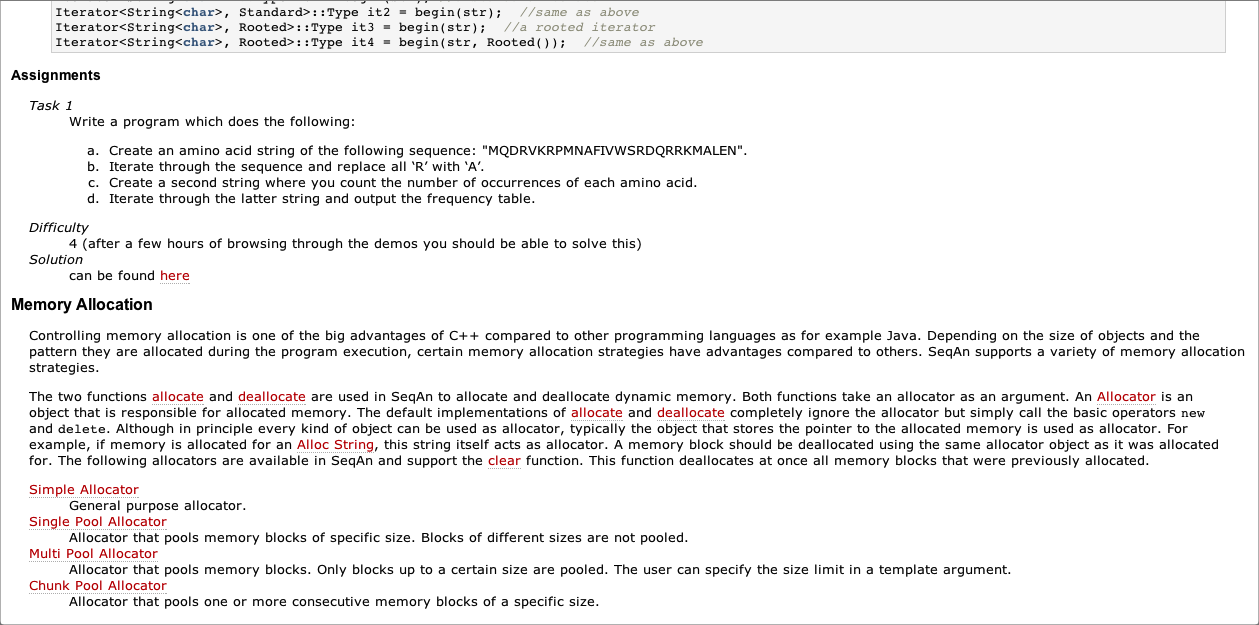 Iterator<String<char>, Standard>::Type it2 = begin(str);  //same as above
Iterator<String<char>, Rooted>::Type it3 = begin(str);  //a rooted iterator
Iterator<String<char>, Rooted>::Type it4 = begin(str, Rooted());  //same as above
Assignments
Task 1
Write a program which does the following:
a. Create an amino acid string of the following sequence: "MQDRVKRPMNAFIVWSRDQRRKMALEN".
b. Iterate through the sequence and replace all ‘R’ with ‘A’.
c. Create a second string where you count the number of occurrences of each amino acid.
d. Iterate through the latter string and output the frequency table.
Difficulty
4 (after a few hours of browsing through the demos you should be able to solve this)
Solution
can be found here
Memory Allocation
Controlling memory allocation is one of the big advantages of C++ compared to other programming languages as for example Java. Depending on the size of objects and the
pattern they are allocated during the program execution, certain memory allocation strategies have advantages compared to others. SeqAn supports a variety of memory allocation
strategies.
The two functions allocate and deallocate are used in SeqAn to allocate and deallocate dynamic memory. Both functions take an allocator as an argument. An Allocator is an
object that is responsible for allocated memory. The default implementations of allocate and deallocate completely ignore the allocator but simply call the basic operators new
and delete. Although in principle every kind of object can be used as allocator, typically the object that stores the pointer to the allocated memory is used as allocator. For
example, if memory is allocated for an Alloc String, this string itself acts as allocator. A memory block should be deallocated using the same allocator object as it was allocated
for. The following allocators are available in SeqAn and support the clear function. This function deallocates at once all memory blocks that were previously allocated.
Simple Allocator
General purpose allocator.
Single Pool Allocator
Allocator that pools memory blocks of specific size. Blocks of different sizes are not pooled.
Multi Pool Allocator
Allocator that pools memory blocks. Only blocks up to a certain size are pooled. The user can specify the size limit in a template argument.
Chunk Pool Allocator
Allocator that pools one or more consecutive memory blocks of a specific size.